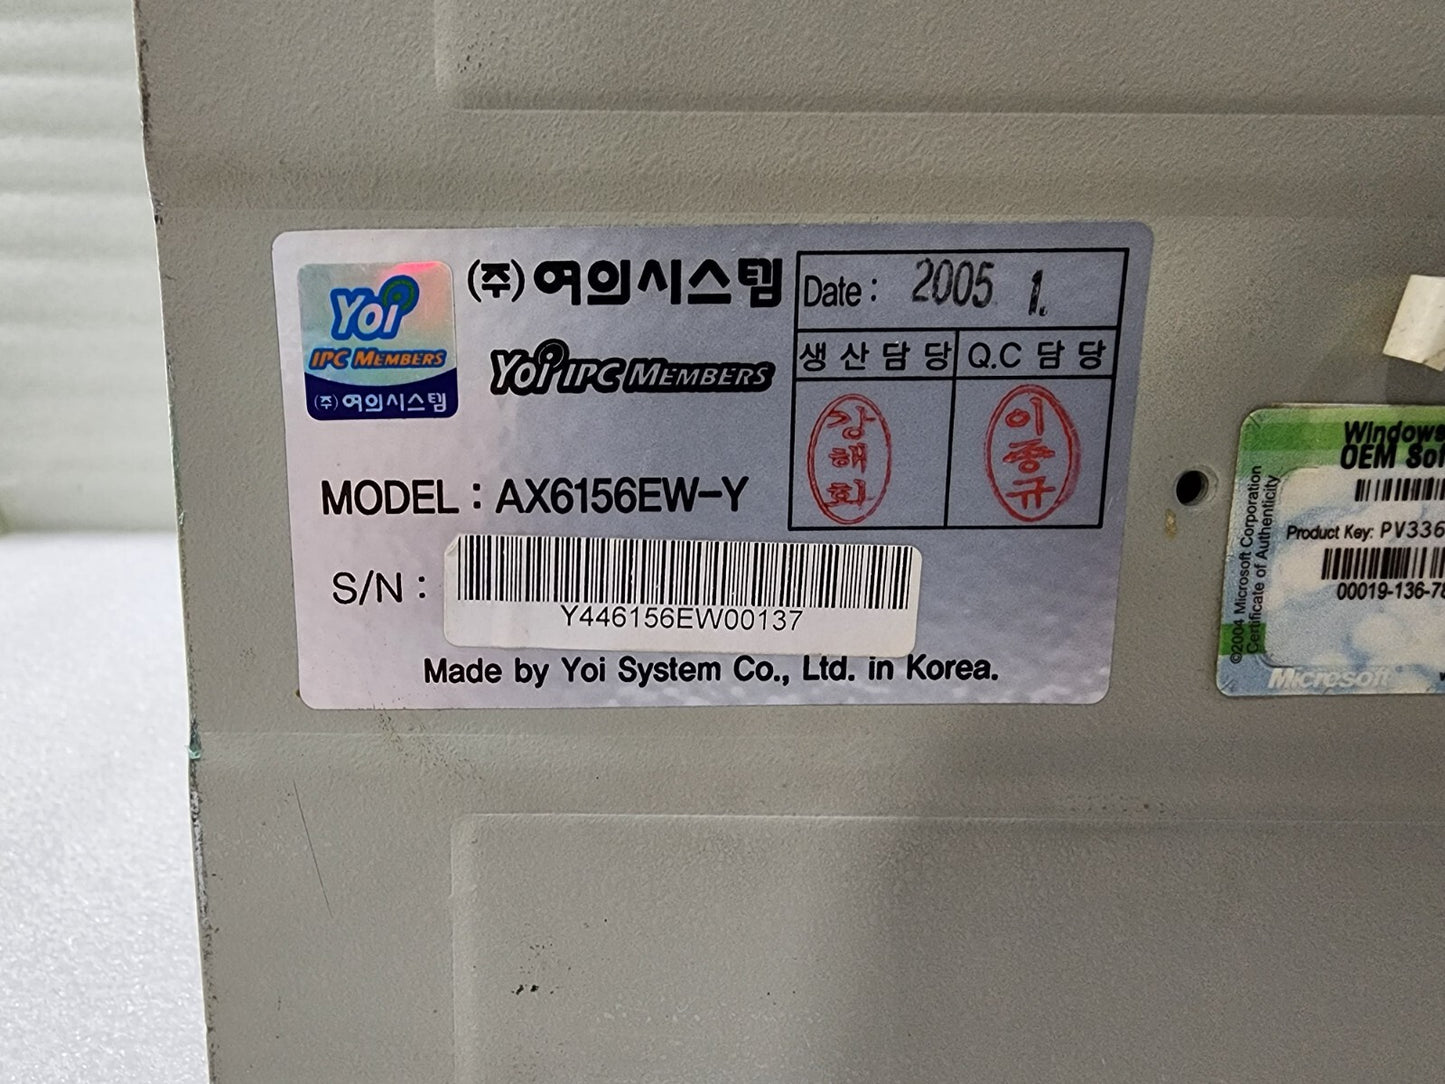 Yoi
IPC MEMBERS
(주)여의시스템
(주)여의시스템
Yoi IPC MEMBERS
Date : 2005. 1.
생산담당 Q.C 담당
강해회
이종규
MODEL : AX6156EW-Y
S/N :
Y446156EW00137
Made by Yoi System Co., Ltd. in Korea.
©2004 Microsoft Corporation
Certificate of Authenticity
Windows
OEM
Product Key: PV336
00019-136-78
Microsoft